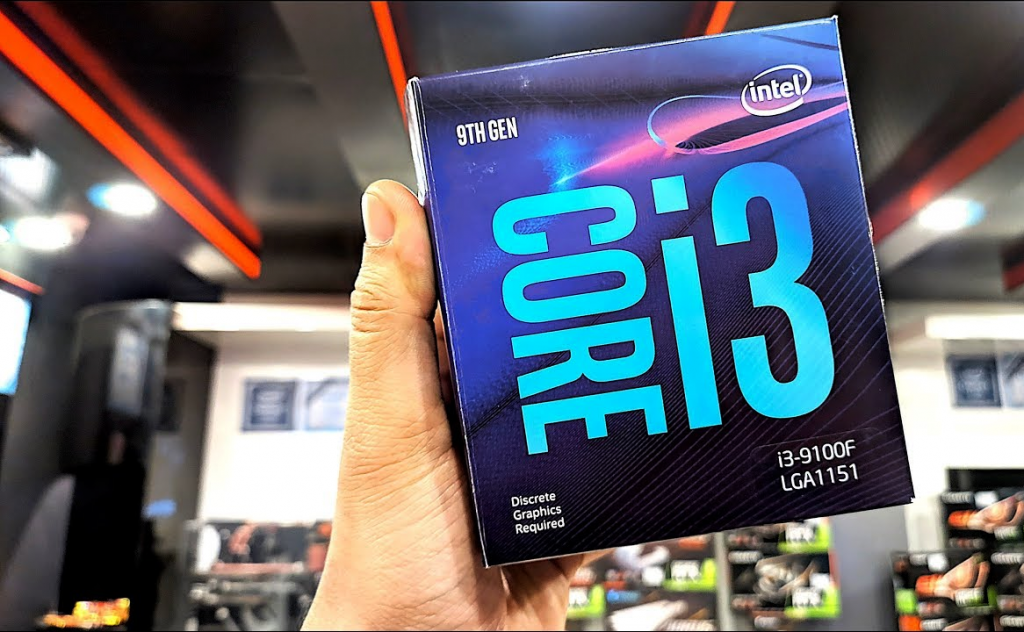 intel
9TH GEN
CORE i3
i3-9100F
LGA1151
Discrete
Graphics
Required